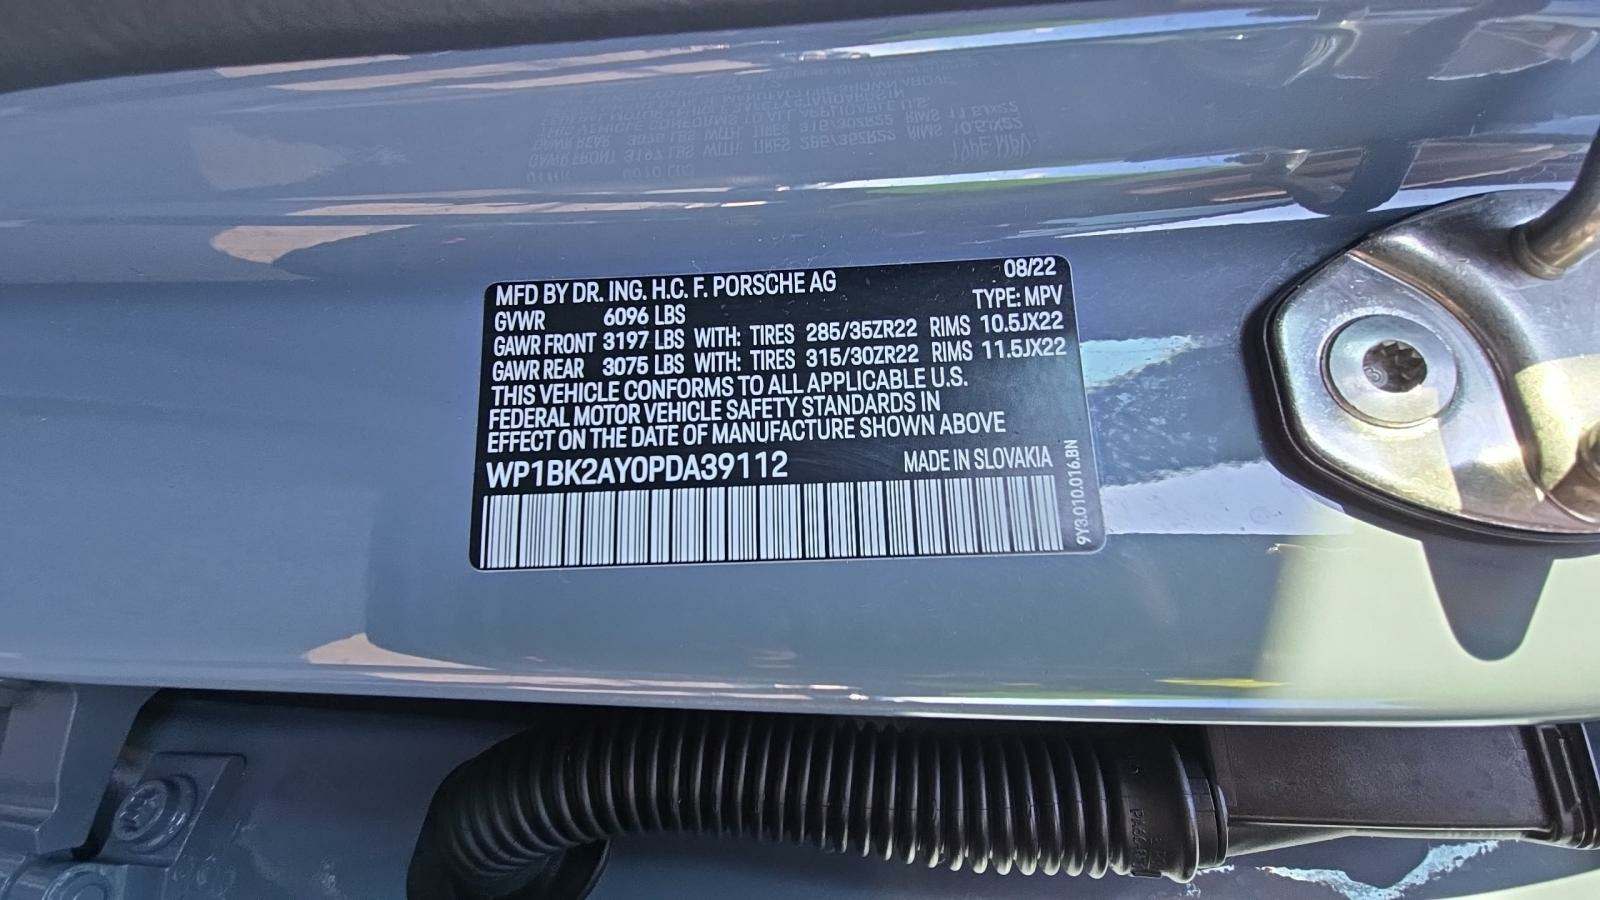 MFD BY DR. ING. H.C. F. PORSCHE AG 08/22
GVWR 6096 LBS TYPE: MPV
GAWR FRONT 3197 LBS WITH: TIRES 285/35ZR22 RIMS 10.5JX22
GAWR REAR 3075 LBS WITH: TIRES 315/30ZR22 RIMS 11.5JX22
THIS VEHICLE CONFORMS TO ALL APPLICABLE U.S.
FEDERAL MOTOR VEHICLE SAFETY STANDARDS IN
EFFECT ON THE DATE OF MANUFACTURE SHOWN ABOVE
WP1BK2AY0PDA39112 MADE IN SLOVAKIA
9Y3.010.016.BN